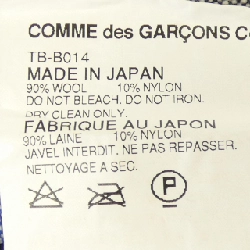 COMME des GARÇONS C
TB-B014
MADE IN JAPAN
90% WOOL 10% NYLON
DO NOT BLEACH. DO NOT IRON.
DRY CLEAN ONLY.
FABRIQUE AU JAPON
90% LAINE 10% NYLON
JAVEL INTERDIT. NE PAS REPASSER.
NETTOYAGE A SEC.
P